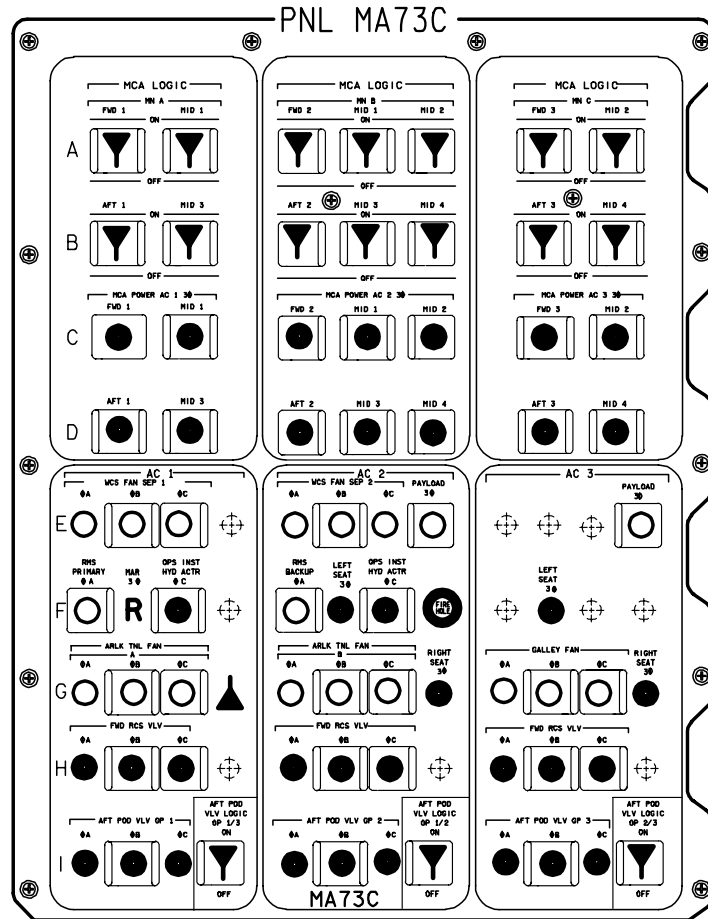 PNL MA73C
MCA LOGIC MCA LOGIC MCA LOGIC
MN A MN B MN C
FWD 1 MID 1 FWD 2 MID 1 MID 2 FWD 3 MID 2
ON ON ON
A
OFF OFF OFF
AFT 1 MID 3 AFT 2 MID 3 MID 4 AFT 3 MID 4
ON ON ON
B
OFF OFF OFF
MCA POWER AC 1 3Φ MCA POWER AC 2 3Φ MCA POWER AC 3 3Φ
FWD 1 MID 1 FWD 2 MID 1 MID 2 FWD 3 MID 2
C
AFT 1 MID 3 AFT 2 MID 3 MID 4 AFT 3 MID 4
D
AC 1 AC 2 AC 3
WCS FAN SEP 1 WCS FAN SEP 2 PAYLOAD 3Φ PAYLOAD 3Φ
ΦA ΦB ΦC ΦA ΦB ΦC
E
RMS PRIMARY ΦA MAR 3Φ OPS INST HYD ACTR ΦC RMS BACKUP ΦA LEFT SEAT 3Φ OPS INST HYD ACTR ΦC LEFT SEAT 3Φ
F R FIRE HOLE
ARLK TNL FAN ARLK TNL FAN GALLEY FAN
A B RIGHT SEAT 3Φ RIGHT SEAT 3Φ
ΦA ΦB ΦC ΦA ΦB ΦC ΦA ΦB ΦC
G
FWD RCS VLV FWD RCS VLV FWD RCS VLV
ΦA ΦB ΦC ΦA ΦB ΦC ΦA ΦB ΦC
H
AFT POD VLV LOGIC GP 1/3 ON AFT POD VLV LOGIC GP 1/2 ON AFT POD VLV LOGIC GP 2/3 ON
AFT POD VLV GP 1 AFT POD VLV GP 2 AFT POD VLV GP 3
ΦA ΦB ΦC ΦA ΦB ΦC ΦA ΦB ΦC
I
OFF OFF OFF
MA73C